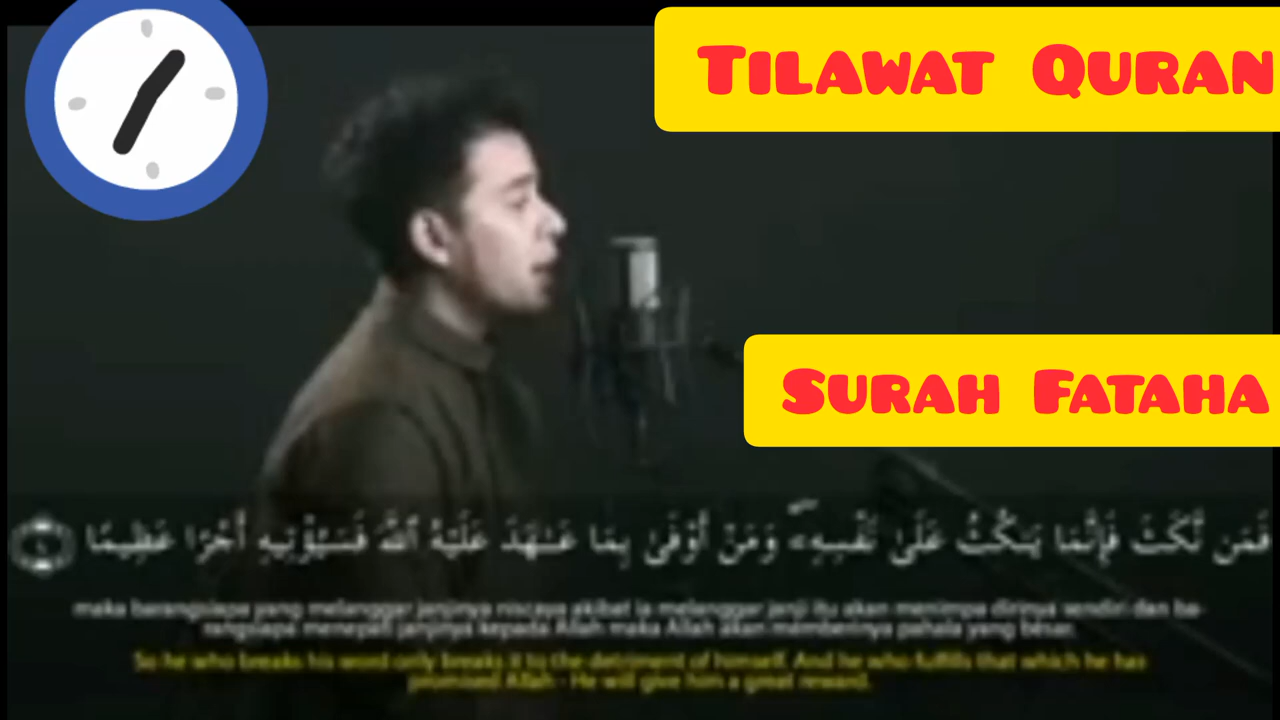 TILAWAT QURAN
SURAH FATAHA
فَمَن نَّكَثَ فَإِنَّمَا يَنكُثُ عَلَىٰ نَفْسِهِۦ ۖ وَمَنْ أَوْفَىٰ بِمَا عَـٰهَدَ عَلَيْهُ ٱللَّهَ فَسَيُؤْتِيهِ أَجْرًا عَظِيمًا
maka barangsiapa yang melanggar janjinya niscaya akibat ia melanggar janji itu akan menimpa dirinya sendiri dan ba-
rangsiapa menepati janjinya kepada Allah maka Allah akan memberinya pahala yang besar.
So he who breaks his word only breaks it to the detriment of himself. And he who fulfills that which he has
promised Allah - He will give him a great reward.